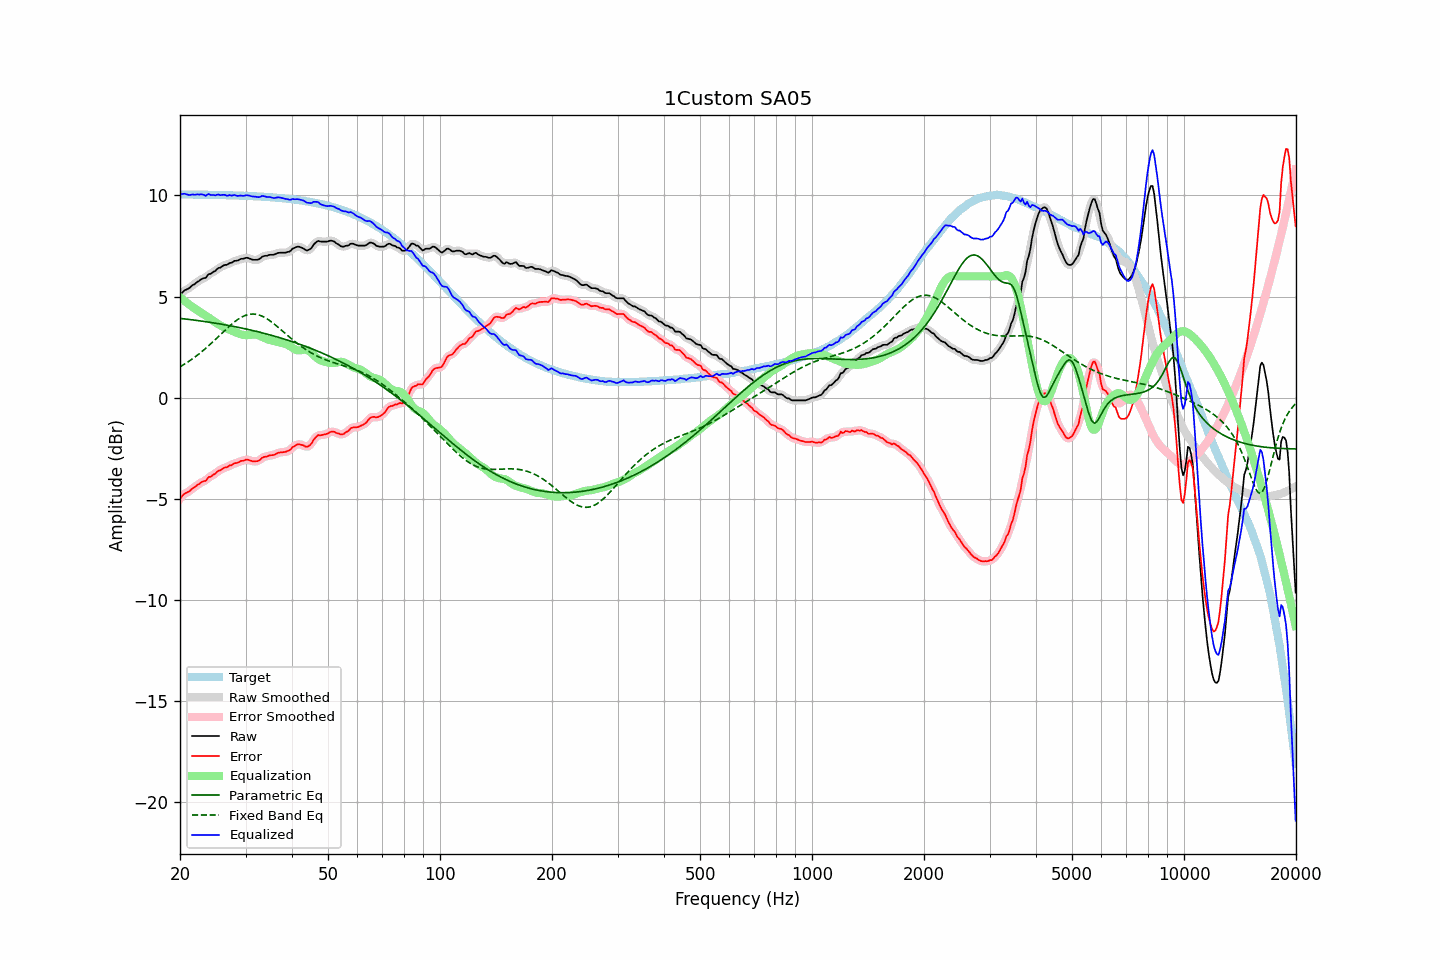 1Custom SA05
Amplitude (dBr)
10
5
0
−5
−10
−15
−20
Target
Raw Smoothed
Error Smoothed
Raw
Error
Equalization
Parametric Eq
Fixed Band Eq
Equalized
20 50 100 200 500 1000 2000 5000 10000 20000
Frequency (Hz)